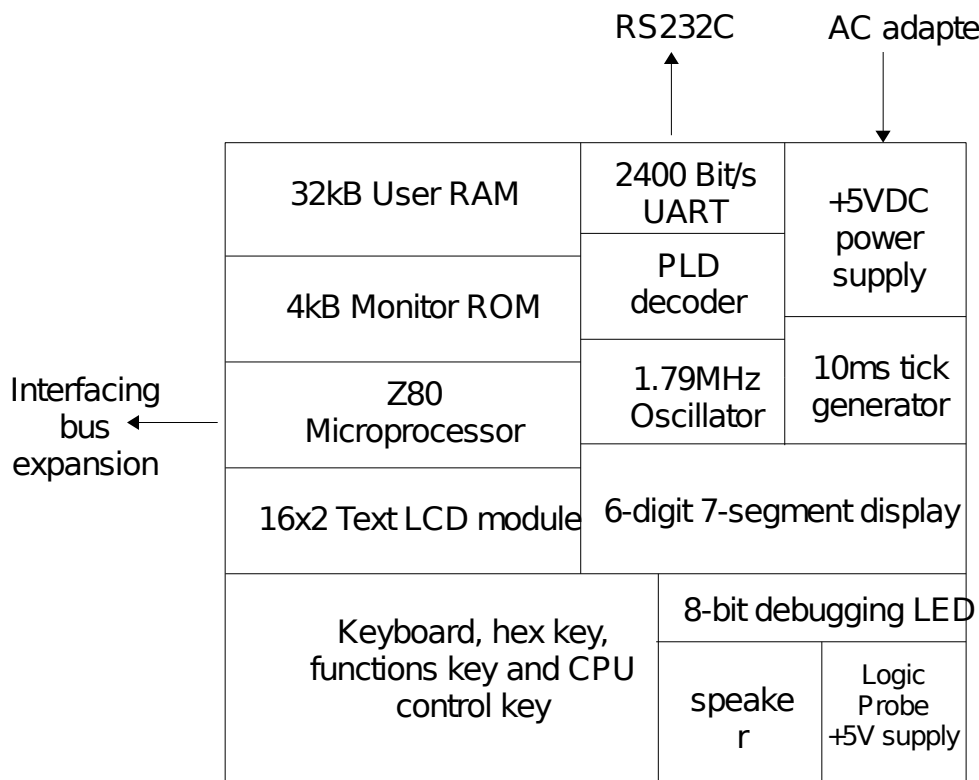 RS232C
AC adapte
32kB User RAM
2400 Bit/s
UART
+5VDC
power
supply
4kB Monitor ROM
PLD
decoder
Interfacing
bus
expansion
Z80
Microprocessor
1.79MHz
Oscillator
10ms tick
generator
16x2 Text LCD module
6-digit 7-segment display
Keyboard, hex key,
functions key and CPU
control key
8-bit debugging LED
speake
r
Logic
Probe
+5V supply